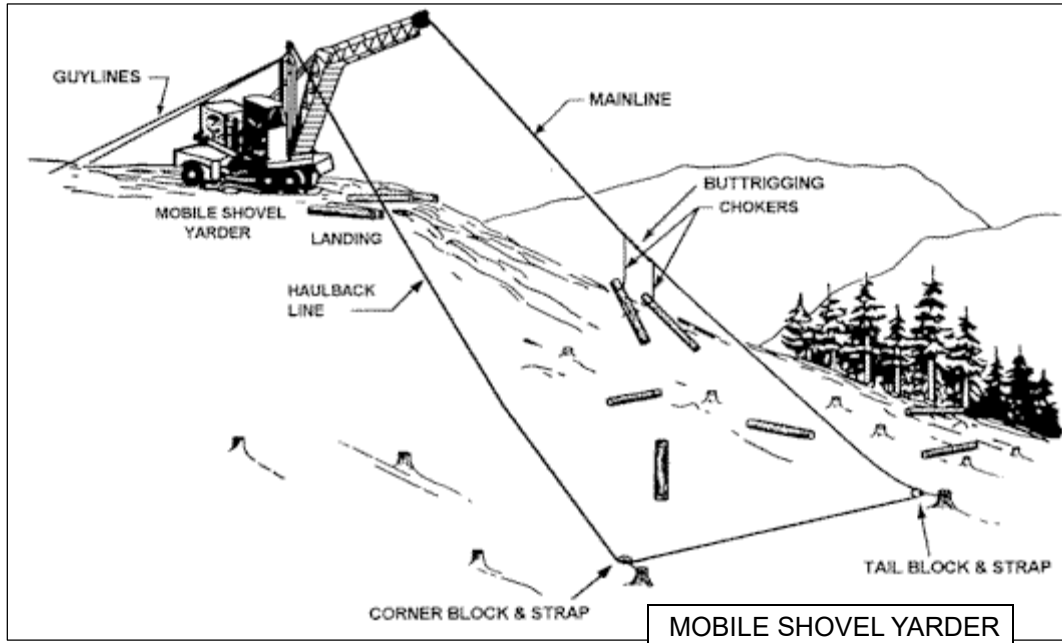 GUYLINES
MAINLINE
BUTTRIGGING
CHOKERS
MOBILE SHOVEL
YARDER
LANDING
HAULBACK
LINE
TAIL BLOCK & STRAP
CORNER BLOCK & STRAP
MOBILE SHOVEL YARDER